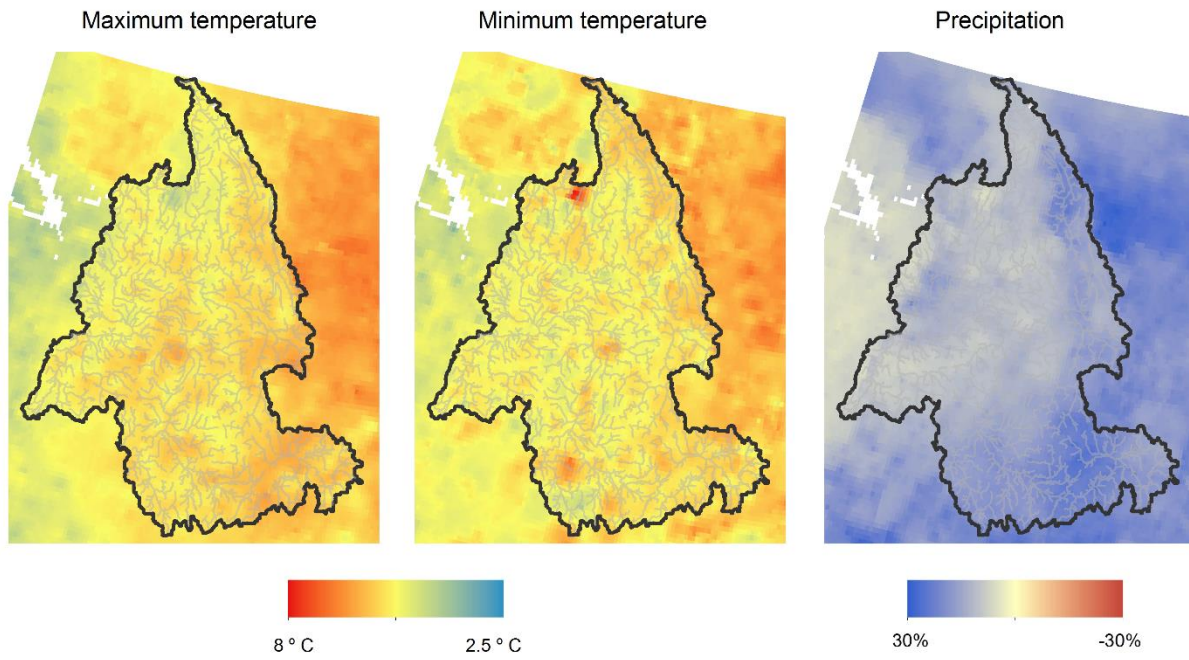 Maximum temperature
Minimum temperature
Precipitation
8 º C
2.5 º C
30%
-30%